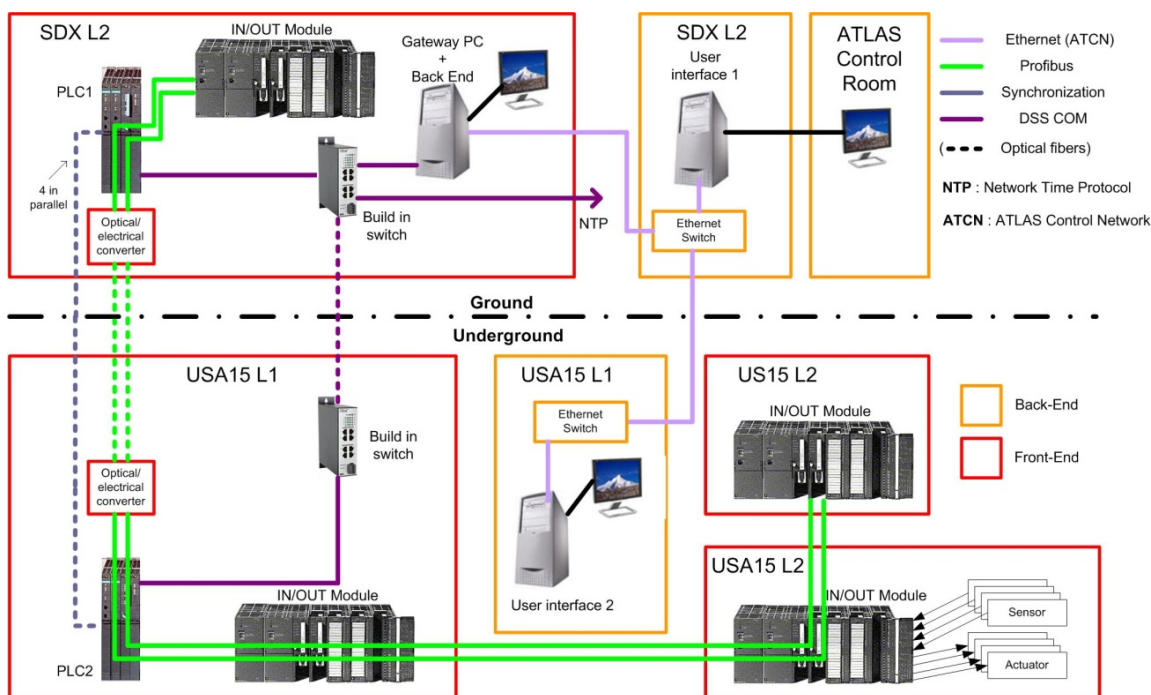 SDX L2
IN/OUT Module
Gateway PC
+
Back End
PLC1
4 in
parallel
Optical/
electrical
converter
Build in
switch
NTP
SDX L2
User
interface 1
Ethernet
Switch
ATLAS
Control
Room
Ethernet (ATCN)
Profibus
Synchronization
DSS COM
( Optical fibers)
NTP : Network Time Protocol
ATCN : ATLAS Control Network
Ground
Underground
USA15 L1
Build in
switch
Optical/
electrical
converter
IN/OUT Module
PLC2
USA15 L1
Ethernet
Switch
User interface 2
US15 L2
IN/OUT Module
Back-End
Front-End
USA15 L2
IN/OUT Module
Sensor
Actuator